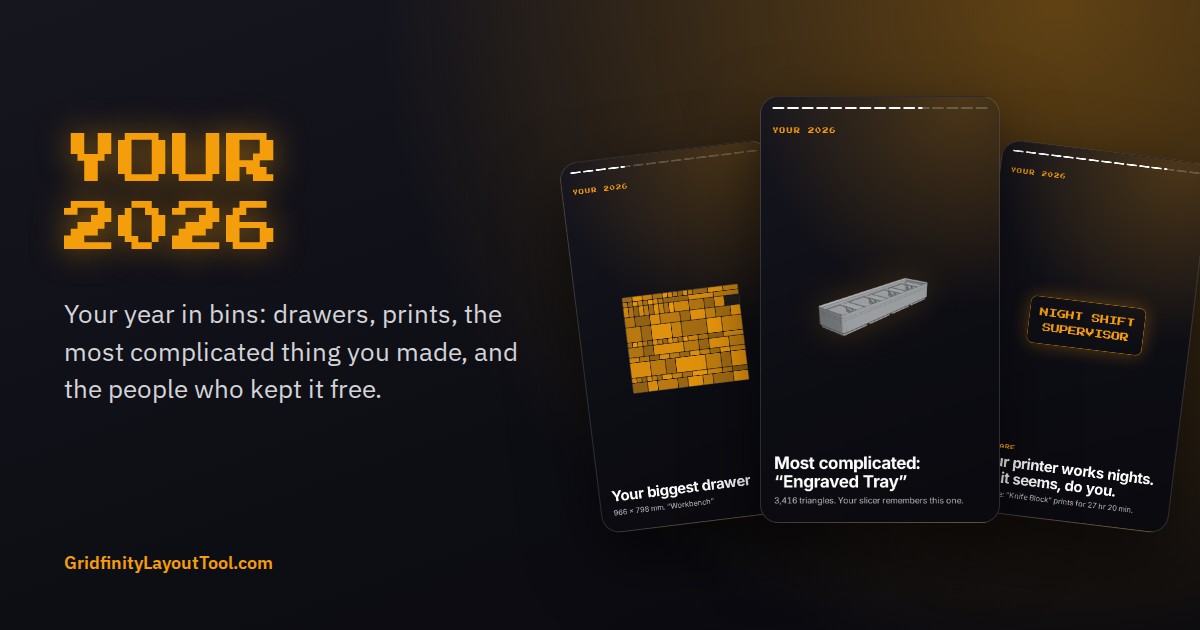 YOUR
2026
Your year in bins: drawers, prints, the
most complicated thing you made, and
the people who kept it free.
GridfinityLayoutTool.com
YOUR 2026
Your biggest drawer
966 × 798 mm. “Workbench”
YOUR 2026
Most complicated:
“Engraved Tray”
3,416 triangles. Your slicer remembers this one.
YOUR 2026
NIGHT SHIFT
SUPERVISOR
printer works nights.
it seems, do you.
“Knife Block” prints for 27 hr 20 min.